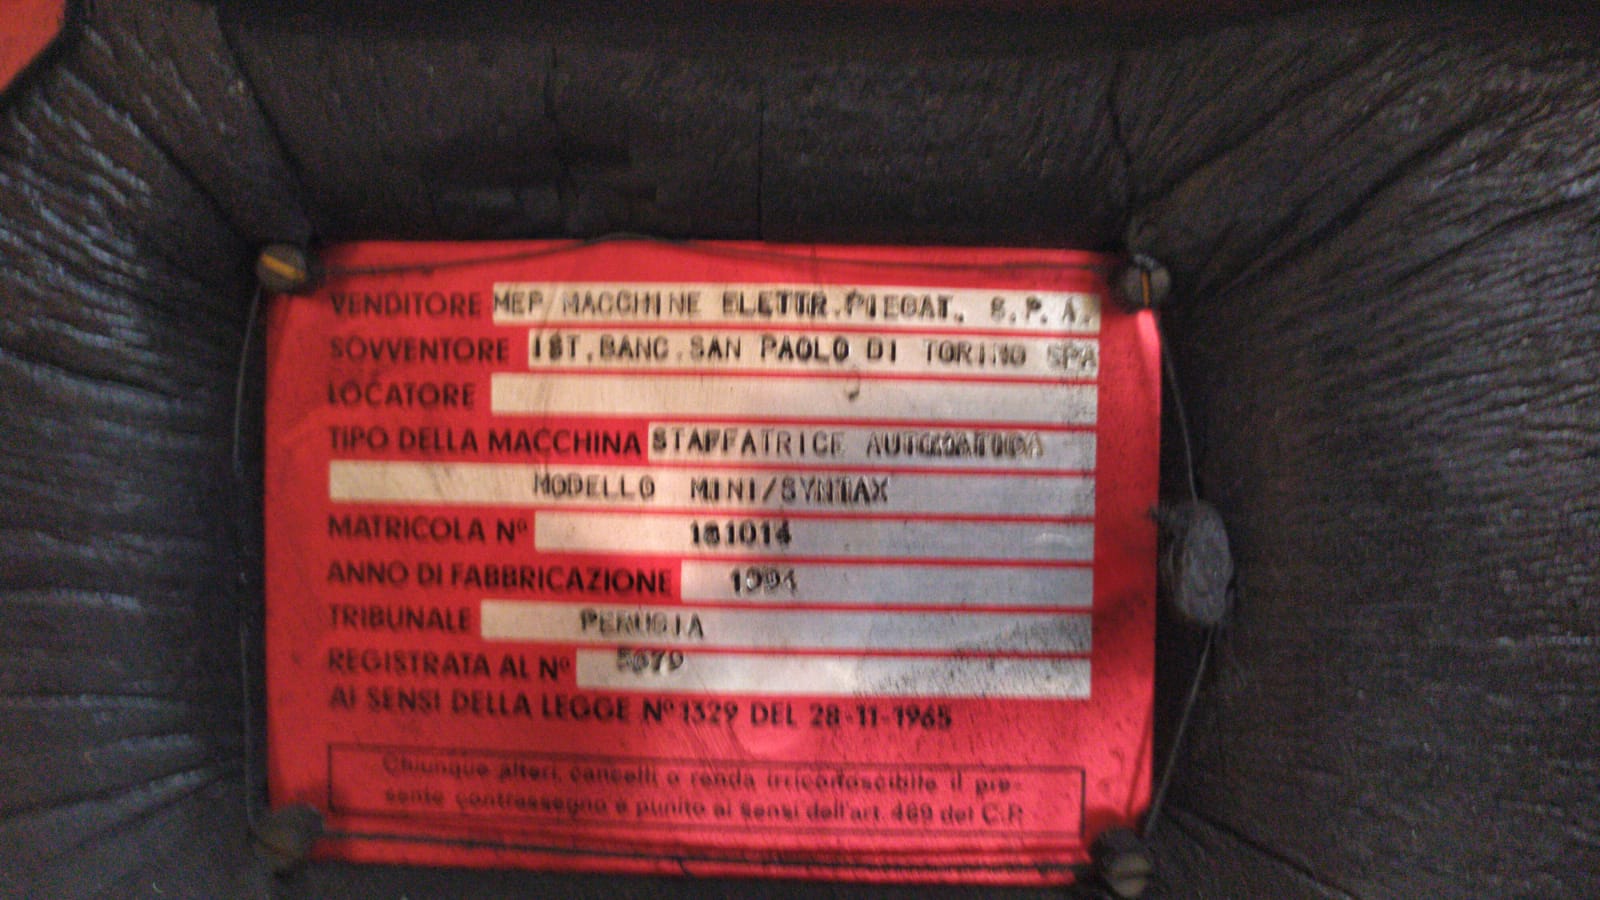 VENDITORE MEP MACCHINE ELETTR.PIEGAT. S.P.A.
SOVVENTORE IST.BANC.SAN PAOLO DI TORINO SPA
LOCATORE
TIPO DELLA MACCHINA STAFFATRICE AUTOMATICA
MODELLO MINI/SYNTAX
MATRICOLA Nº 181014
ANNO DI FABBRICAZIONE 1994
TRIBUNALE PERUGIA
REGISTRATA AL Nº
AI SENSI DELLA LEGGE Nº 1329 DEL 28-11-1965
Chiunque alteri, cancelli o renda irriconoscibile il pre-
sente contrassegno è punito ai sensi dell'art. 469 del C.P.